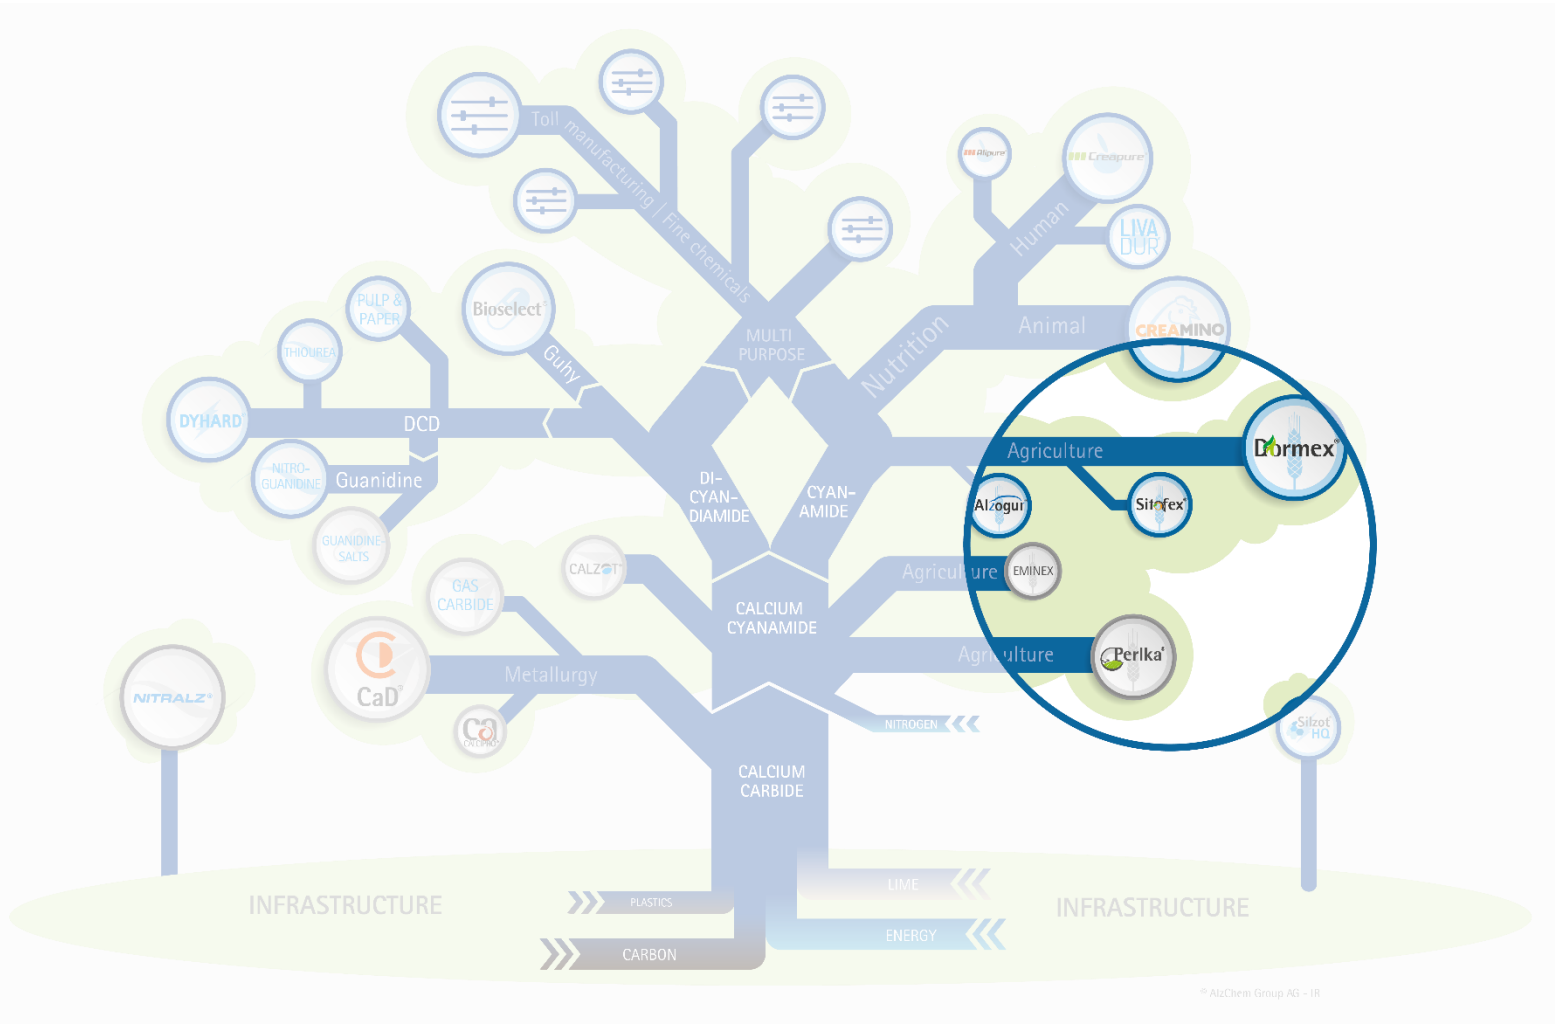 Toll manufacturing | Fine chemicals
Alipure®
Creapure®
Human
LIVA
DUR®
PULP &
PAPER
Bioselect®
THIOUREA
Guhy
MULTI
PURPOSE
Nutrition
Animal
CREAMINO®
DYHARD®
DCD
NITRO-
GUANIDINE
Guanidine
GUANIDINE-
SALTS
DI-
CYAN-
DIAMIDE
CYAN-
AMIDE
Agriculture
Dormex®
Alzogur®
Sitofex®
CALZOT®
GAS
CARBIDE
Agriculture
EMINEX
CALCIUM
CYANAMIDE
Agriculture
Perlka®
Metallurgy
CaD®
NITRALZ®
ca
CALCIPRO®
NITROGEN
Silzot®
HQ
CALCIUM
CARBIDE
INFRASTRUCTURE
PLASTICS
CARBON
LIME
ENERGY
INFRASTRUCTURE
© AlzChem Group AG - IR